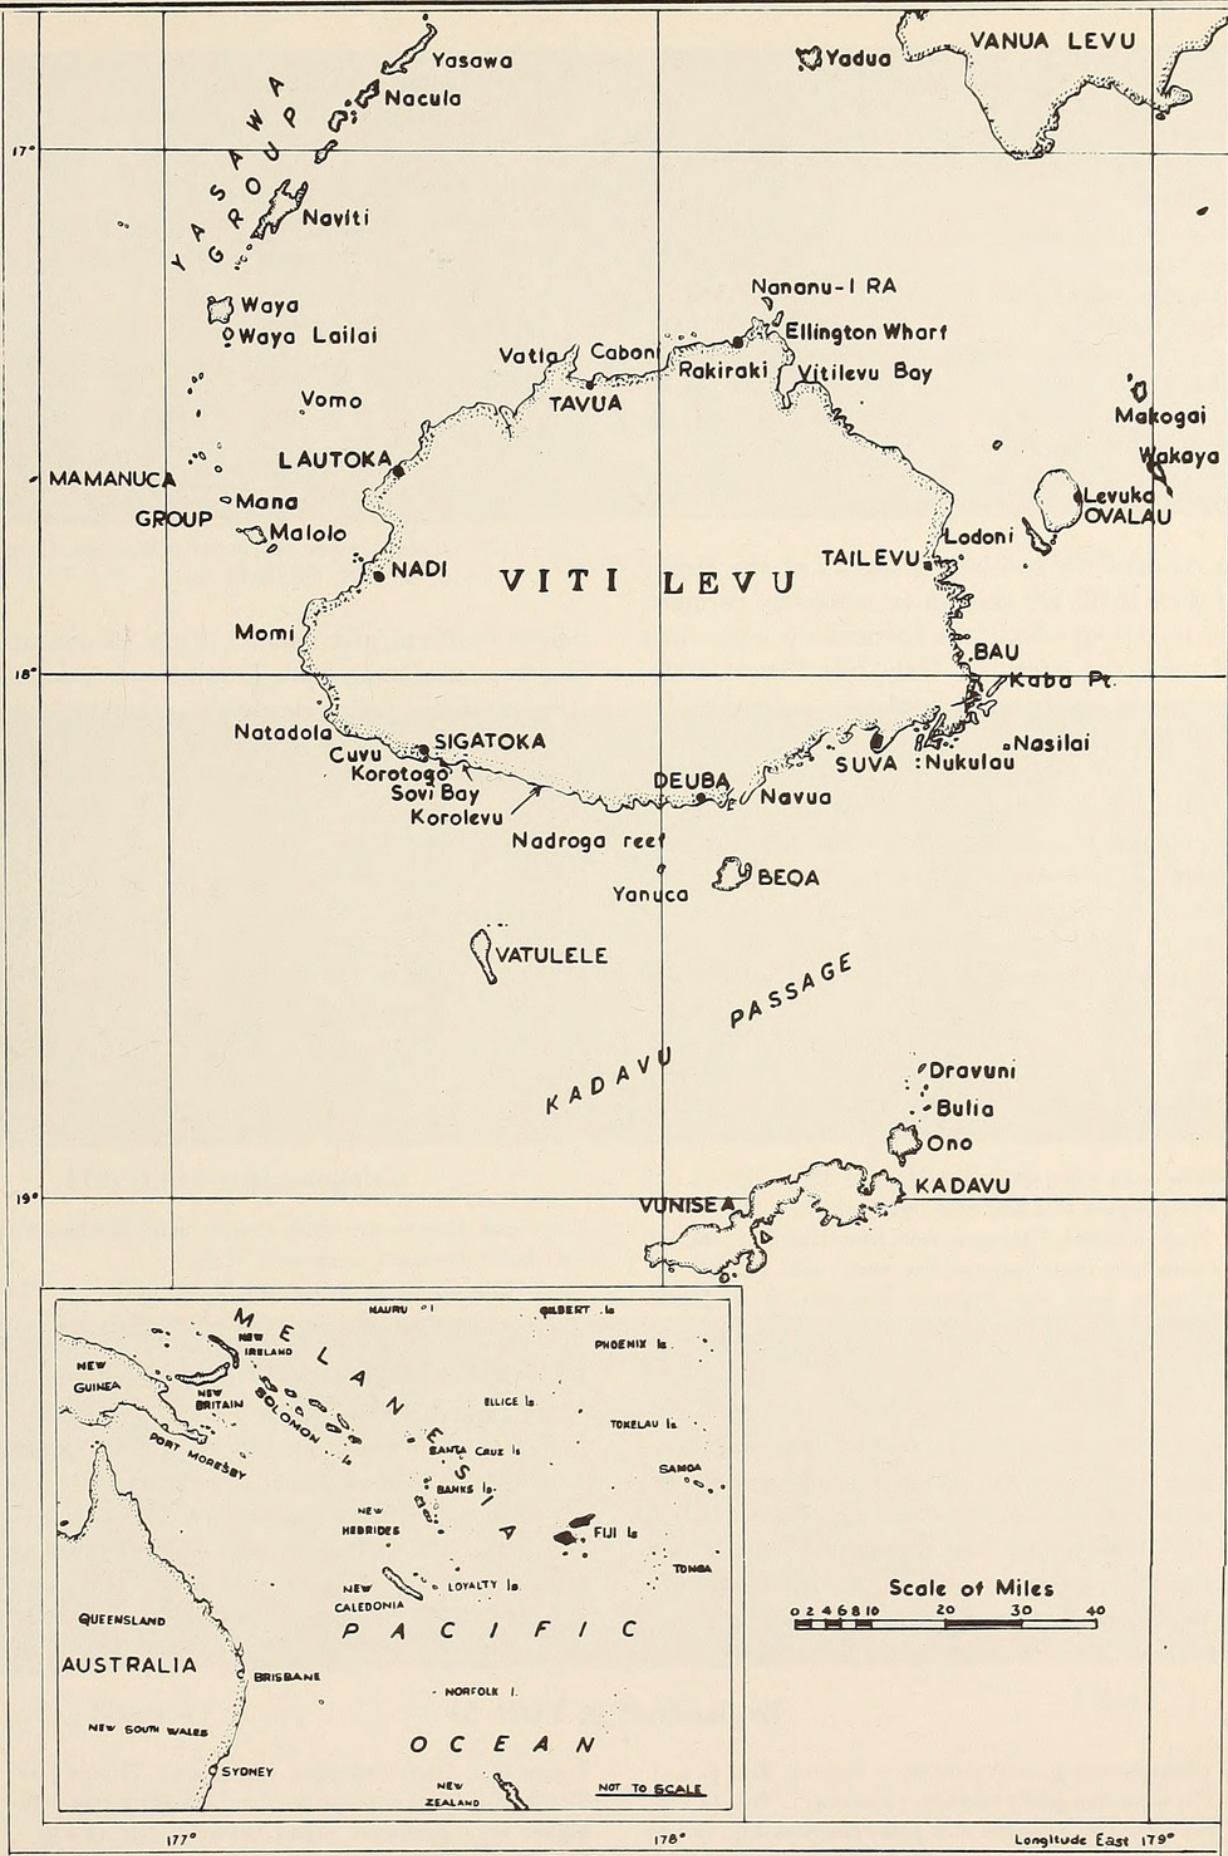 Yasawa
Nacula
YASAWA
GROUP
Yadua
VANUA LEVU
17°
Naviti
Waya
Waya Lailai
Nananu-I RA
Ellington Wharf
Vatia
Caboni
Rakiraki
Vitilevu Bay
TAVUA
Vomo
Makogai
LAUTOKA
Wakaya
MAMANUCA
GROUP
Mana
Malolo
Levuka
OVALAU
Lodoni
NADI
VITI LEVU
TAILEVU
Momi
BAU
18°
Kaba Pt.
Natadola
Cuvu
SIGATOKA
Korotogo
Sovi Bay
Korolevu
Nasilai
SUVA
Nukulau
DEUBA
Navua
Nadroga reef
Yanuca
BEQA
VATULELE
KADAVU PASSAGE
Dravuni
Bulia
Ono
KADAVU
19°
VUNISEA
MELANESIA
NAURU I
GILBERT Is
NEW
IRELAND
PHOENIX Is.
NEW
GUINEA
NEW
BRITAIN
SOLOMON Is
ELLICE Is.
TOKELAU Is.
PORT MORESBY
SANTA CRUZ Is
SAMOA
BANKS Is.
NEW
HEBRIDES
FIJI Is
TONGA
NEW
CALEDONIA
LOYALTY Is.
PACIFIC
QUEENSLAND
AUSTRALIA
BRISBANE
NORFOLK I.
NEW SOUTH WALES
OCEAN
SYDNEY
NEW
ZEALAND
NOT TO SCALE
Scale of Miles
0 2 4 6 8 10 20 30 40
177°
178°
Longitude East 179°